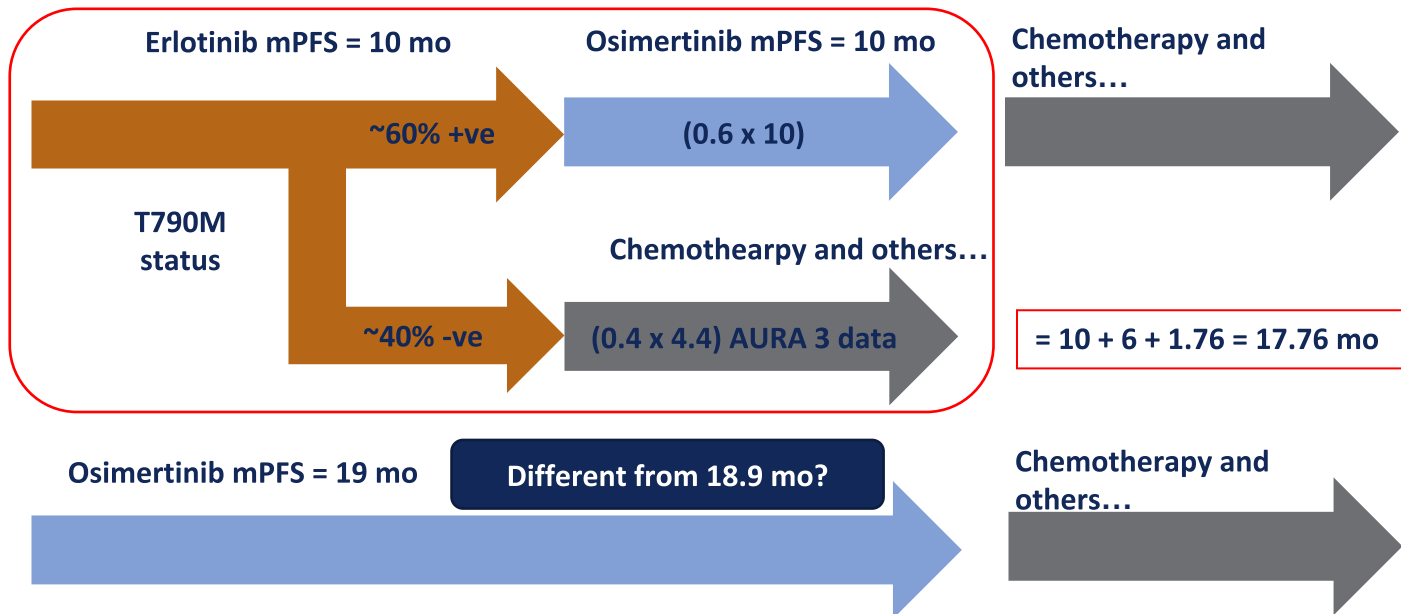 Erlotinib mPFS = 10 mo
Osimertinib mPFS = 10 mo
Chemotherapy and
others...
~60% +ve
(0.6 x 10)
T790M
status
Chemothearpy and others...
~40% -ve
(0.4 x 4.4) AURA 3 data
= 10 + 6 + 1.76 = 17.76 mo
Osimertinib mPFS = 19 mo
Different from 18.9 mo?
Chemotherapy and
others...